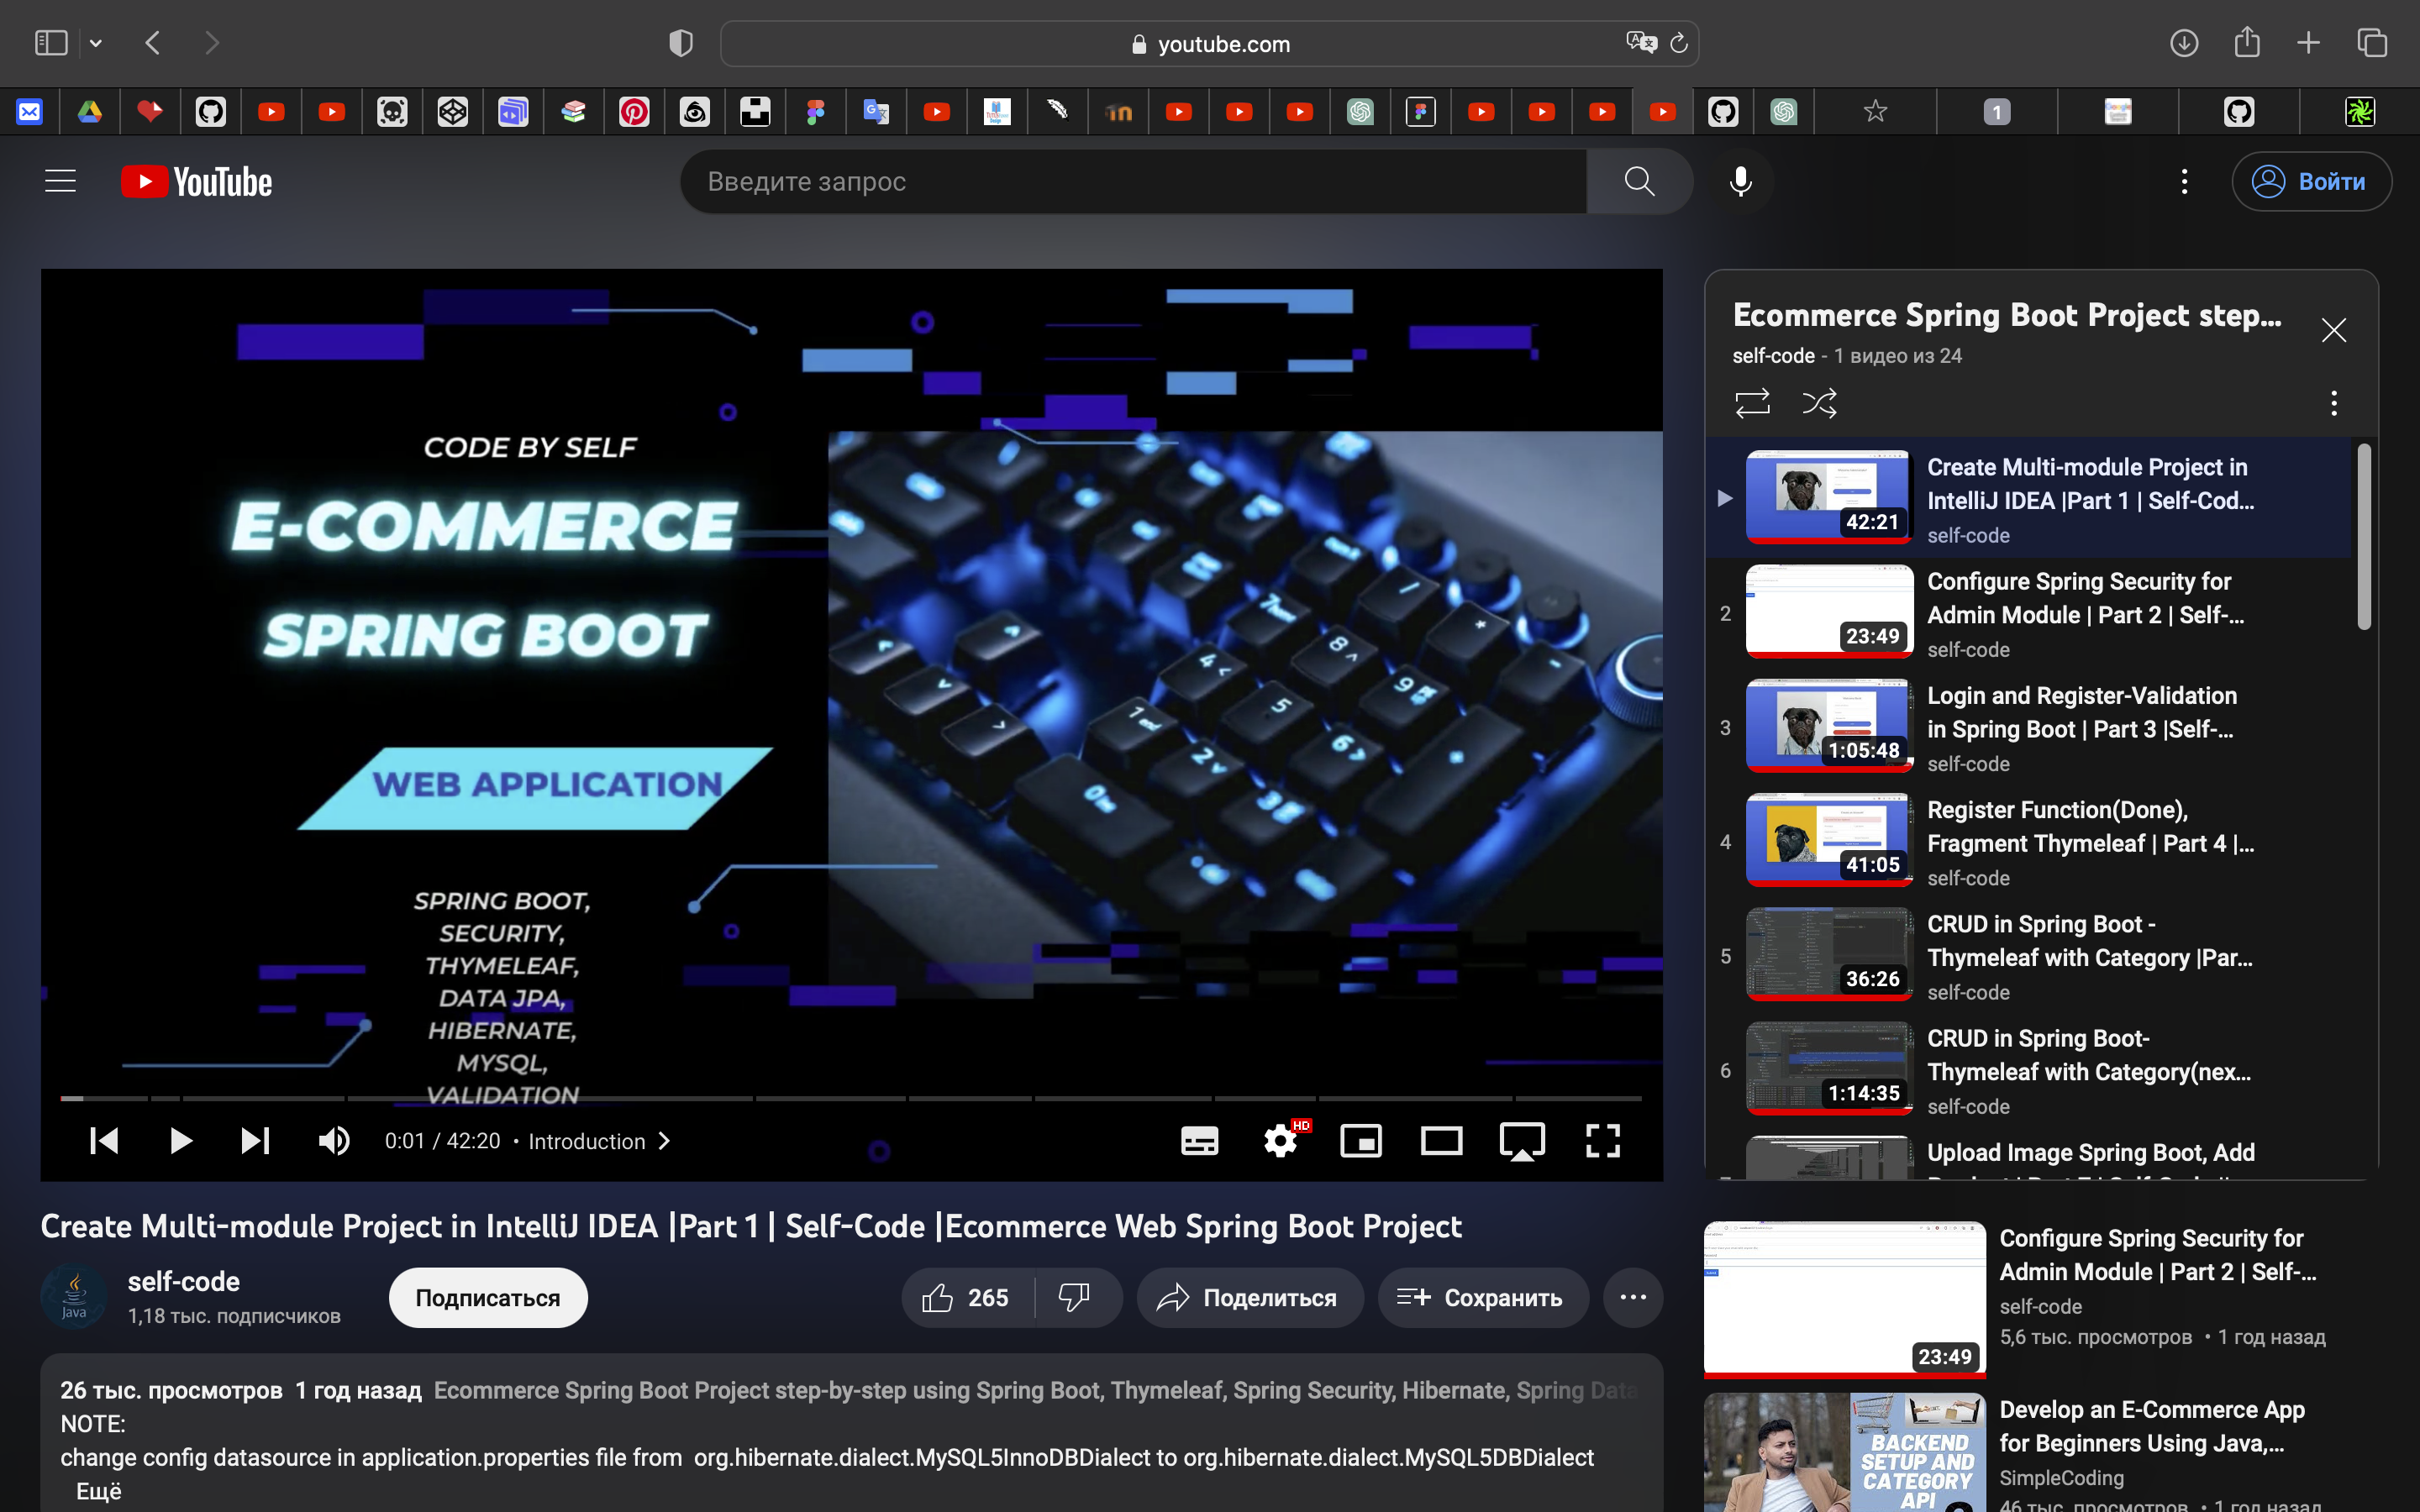 youtube.com
1
YouTube
Введите запрос
Войти
CODE BY SELF
E-COMMERCE
SPRING BOOT
WEB APPLICATION
SPRING BOOT,
SECURITY,
THYMELEAF,
DATA JPA,
HIBERNATE,
MYSQL,
VALIDATION
0:01 / 42:20 • Introduction
HD
Create Multi-module Project in IntelliJ IDEA |Part 1 | Self-Code |Ecommerce Web Spring Boot Project
self-code
1,18 тыс. подписчиков
Подписаться
265
Поделиться
Сохранить
26 тыс. просмотров 1 год назад Ecommerce Spring Boot Project step-by-step using Spring Boot, Thymeleaf, Spring Security, Hibernate, Spring Data
NOTE:
change config datasource in application.properties file from org.hibernate.dialect.MySQL5InnoDBDialect to org.hibernate.dialect.MySQL5DBDialect
Ещё
Ecommerce Spring Boot Project step...
self-code - 1 видео из 24
Create Multi-module Project in
IntelliJ IDEA |Part 1 | Self-Cod...
self-code
42:21
2
Configure Spring Security for
Admin Module | Part 2 | Self-...
self-code
23:49
3
Login and Register-Validation
in Spring Boot | Part 3 |Self-...
self-code
1:05:48
4
Register Function(Done),
Fragment Thymeleaf | Part 4 |...
self-code
41:05
5
CRUD in Spring Boot -
Thymeleaf with Category |Par...
self-code
36:26
6
CRUD in Spring Boot-
Thymeleaf with Category(nex...
self-code
1:14:35
Upload Image Spring Boot, Add
Configure Spring Security for
Admin Module | Part 2 | Self-...
self-code
5,6 тыс. просмотров • 1 год назад
23:49
Develop an E-Commerce App
for Beginners Using Java,...
SimpleCoding
46 тыс. просмотров • 1 год назад
BACKEND
SETUP AND
CATEGORY
API